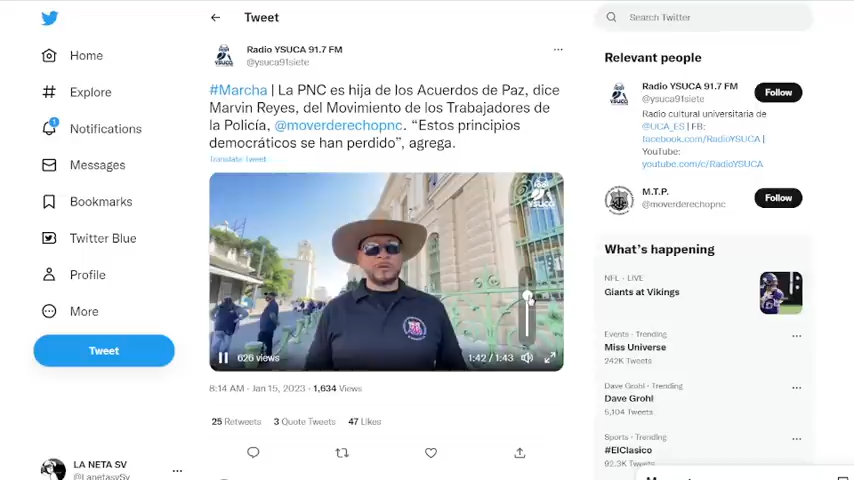 Tweet
Search Twitter
Home
Explore
1
Notifications
Messages
Bookmarks
Twitter Blue
Profile
More
Tweet
LA NETA SV
@LanetasySv
Radio YSUCA 91.7 FM
@ysuca91siete
#Marcha | La PNC es hija de los Acuerdos de Paz, dice
Marvin Reyes, del Movimiento de los Trabajadores de
la Policía, @moverderechopnc. “Estos principios
democráticos se han perdido”, agrega.
Translate Tweet
YSUCA
626 views
1:42 / 1:43
8:14 AM · Jan 15, 2023 · 1,634 Views
25 Retweets 3 Quote Tweets 47 Likes
Relevant people
Radio YSUCA 91.7 FM
@ysuca91siete
Follow
Radio cultural universitaria de
@UCA_ES | FB:
facebook.com/RadioYSUCA |
YouTube:
youtube.com/c/RadioYSUCA
M.T.P.
@moverderechopnc
Follow
What’s happening
NFL · LIVE
Giants at Vikings
Events · Trending
Miss Universe
242K Tweets
Dave Grohl · Trending
Dave Grohl
5,104 Tweets
Sports · Trending
#ElClasico
92.3K Tweets